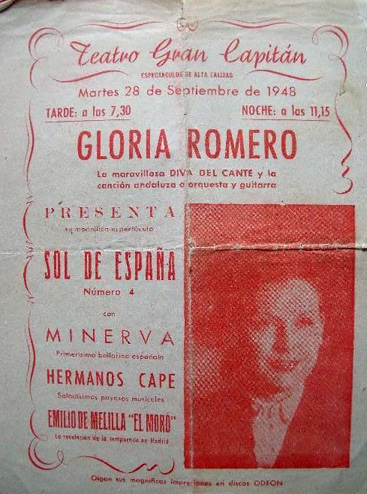 Teatro Gran Capitán
ESPECTACULOS DE ALTA CALIDAD
Martes 28 de Septiembre de 1948
TARDE: a las 7,30 NOCHE: a las 11,15
GLORIA ROMERO
La maravillosa DIVA DEL CANTE y la
canción andaluza a orquesta y guitarra
PRESENTA
su magnífico espectáculo
SOL DE ESPAÑA
Número 4
con
MINERVA
Primerísima bailarina española
HERMANOS CAPE
Saladísimos payasos musicales
EMILIO DE MELILLA "EL MORO"
La revelación de la temporada en Madrid
Oigan sus magnificas impresiones en discos ODEON